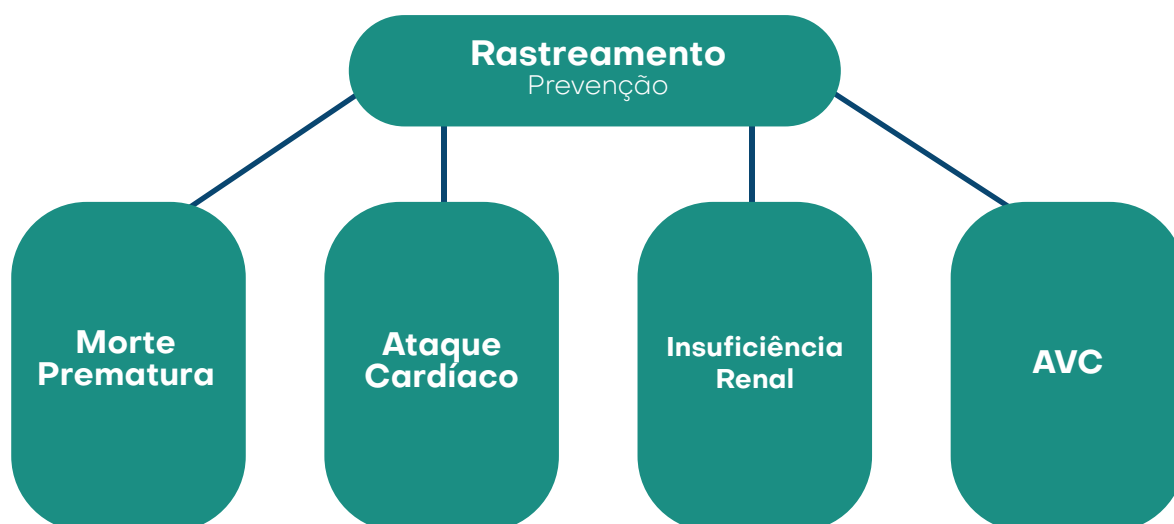 Rastreamento
Prevenção
Morte
Prematura
Ataque
Cardíaco
Insuficiência
Renal
AVC